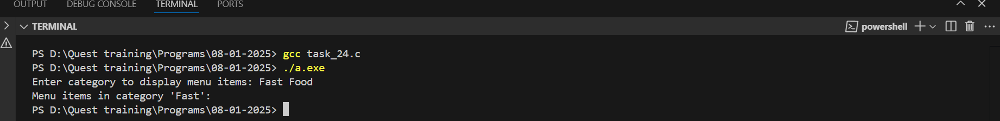 OUTPUT DEBUG CONSOLE TERMINAL PORTS
TERMINAL powershell
PS D:\Quest training\Programs\08-01-2025> gcc task_24.c
PS D:\Quest training\Programs\08-01-2025> ./a.exe
Enter category to display menu items: Fast Food
Menu items in category 'Fast':
PS D:\Quest training\Programs\08-01-2025>